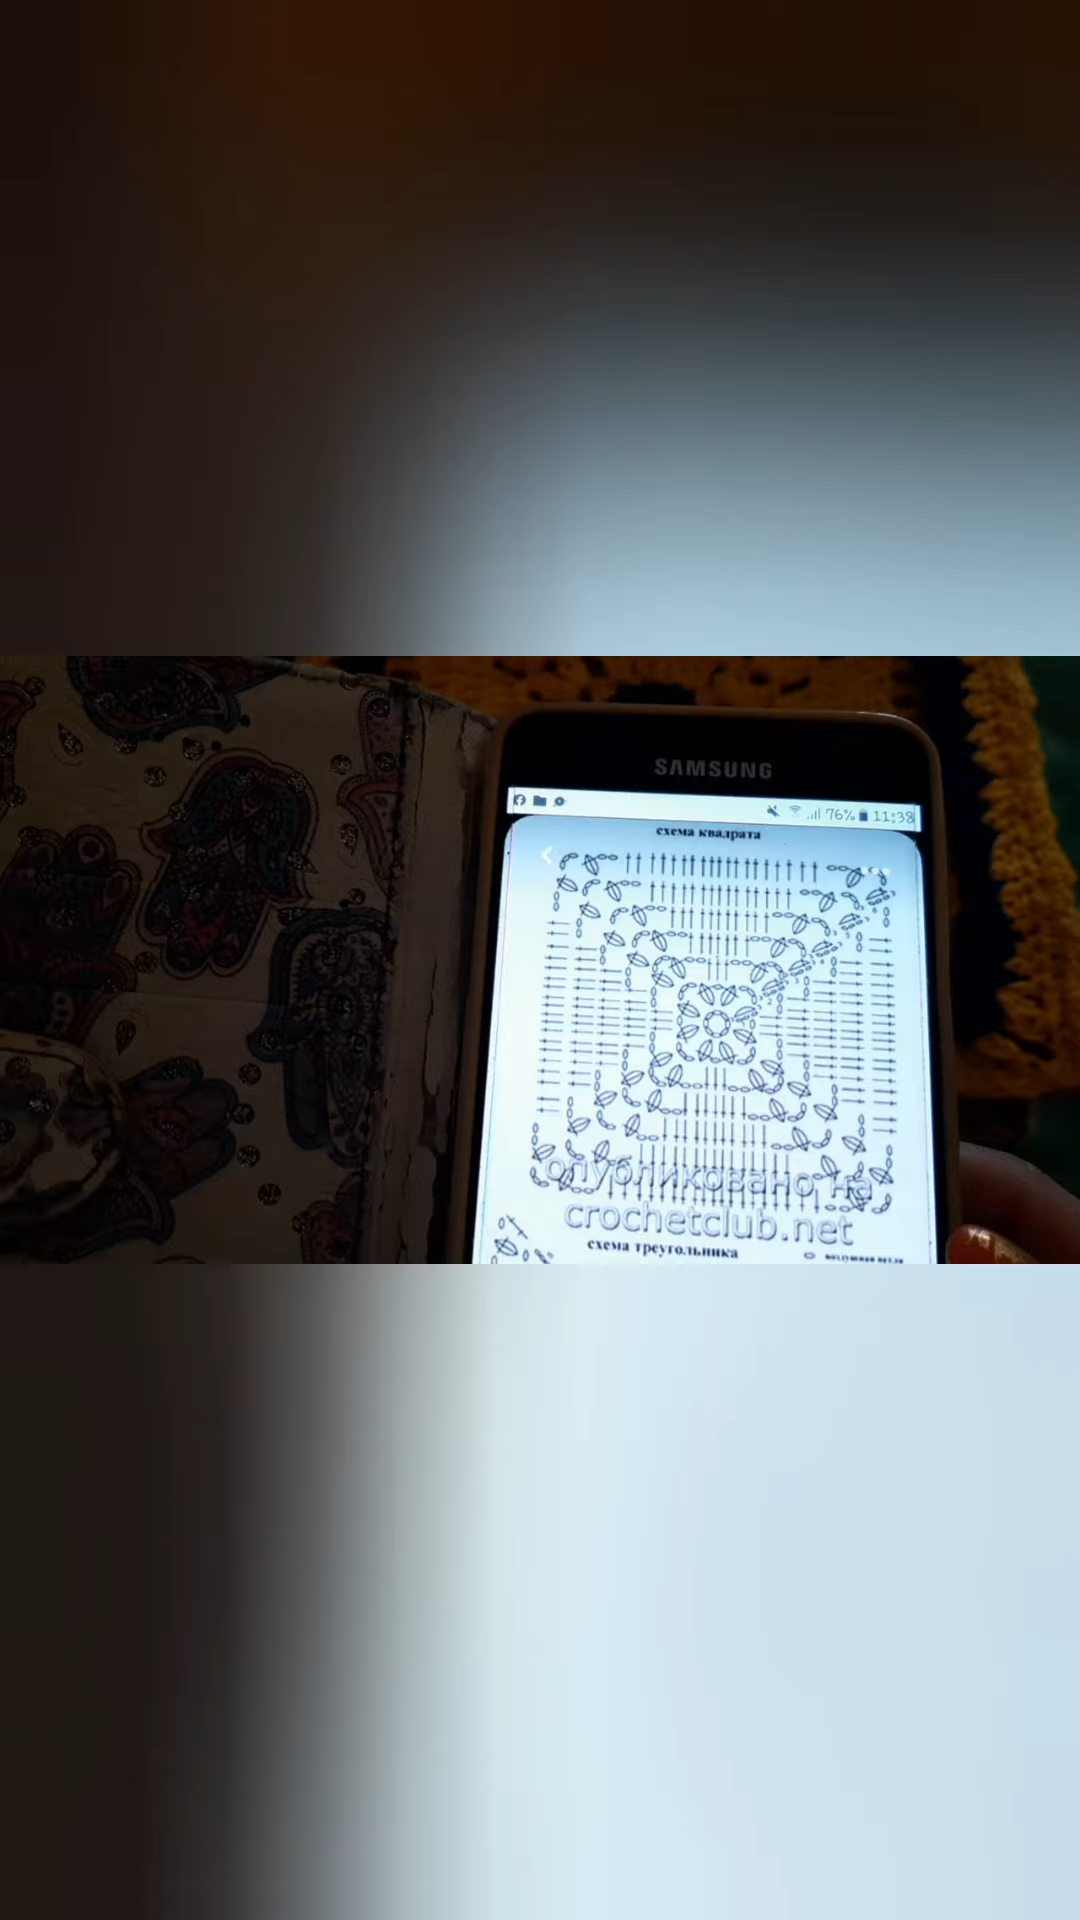 SAMSUNG
76% 11:38
схема квадрата
опубликовано на
crochetclub.net
схема треугольника